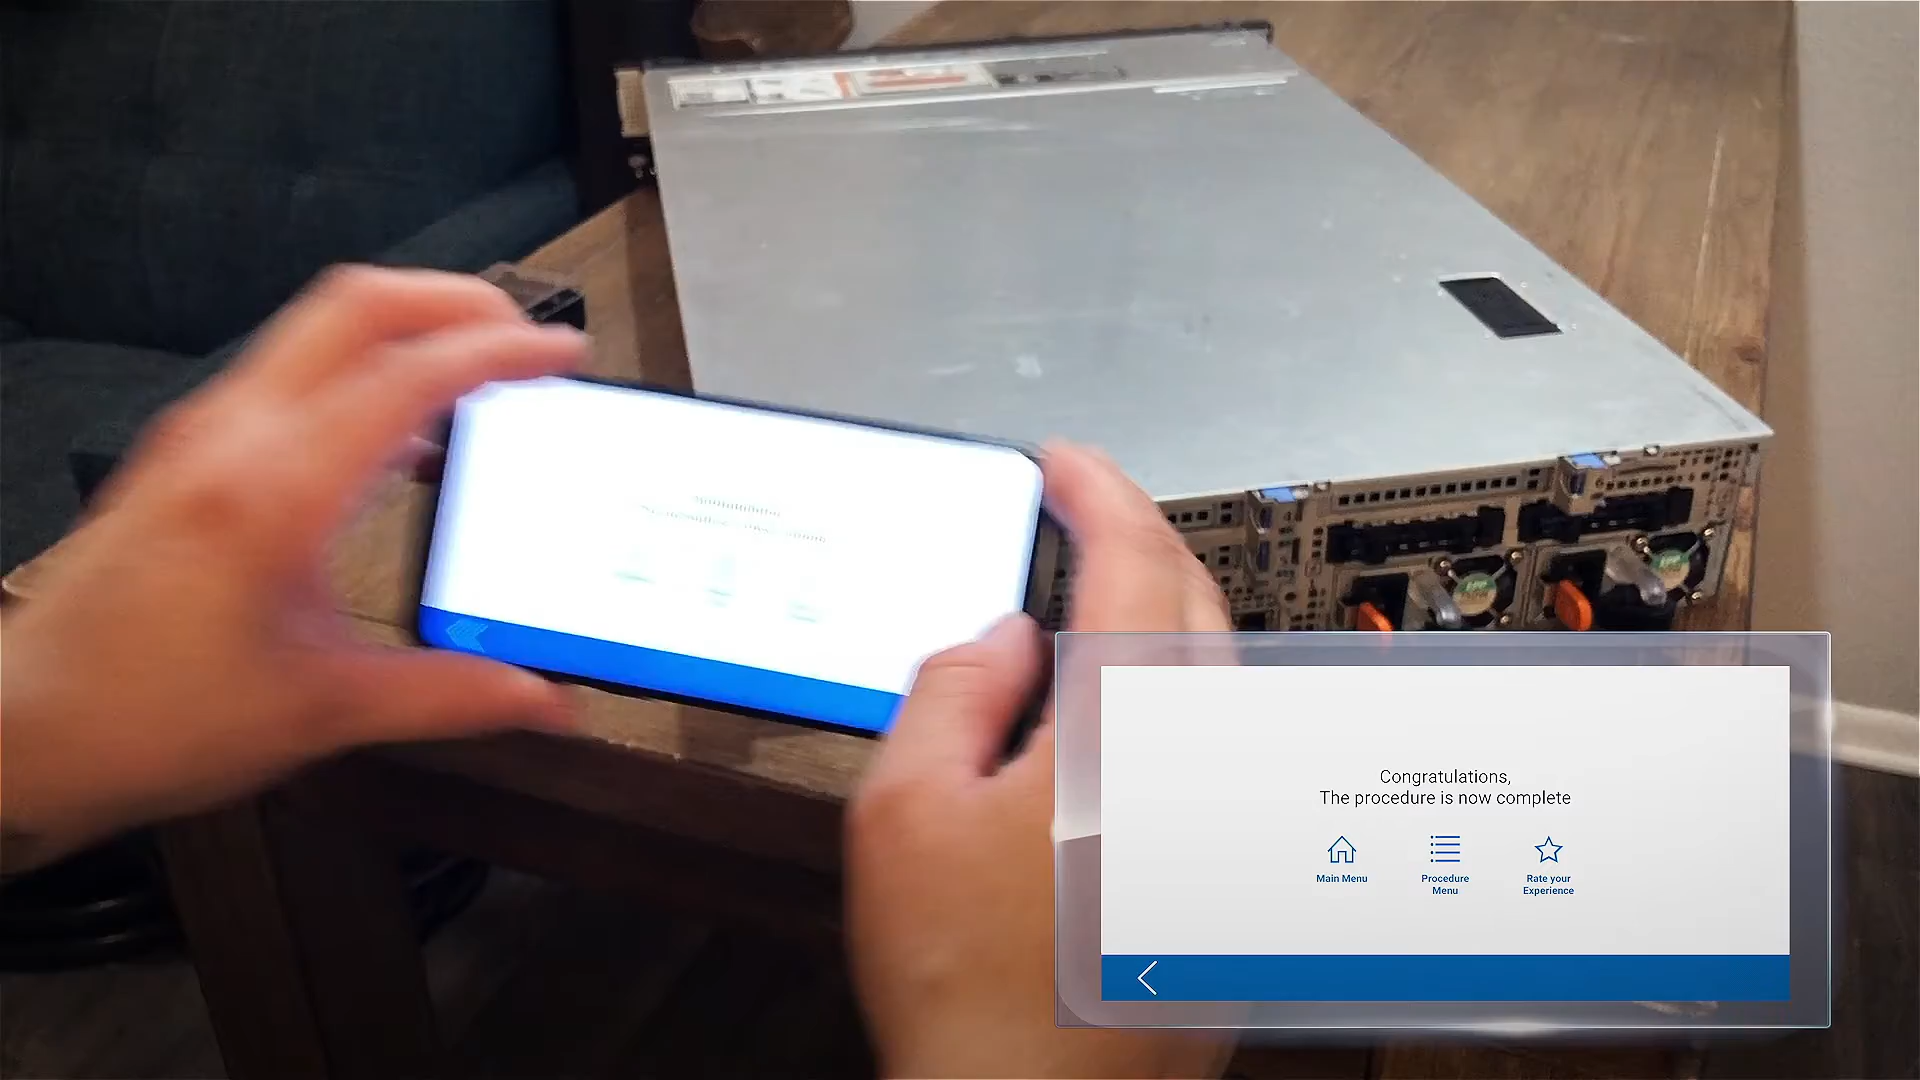 Congratulations,
The procedure is now complete
Main Menu
Procedure
Menu
Rate your
Experience